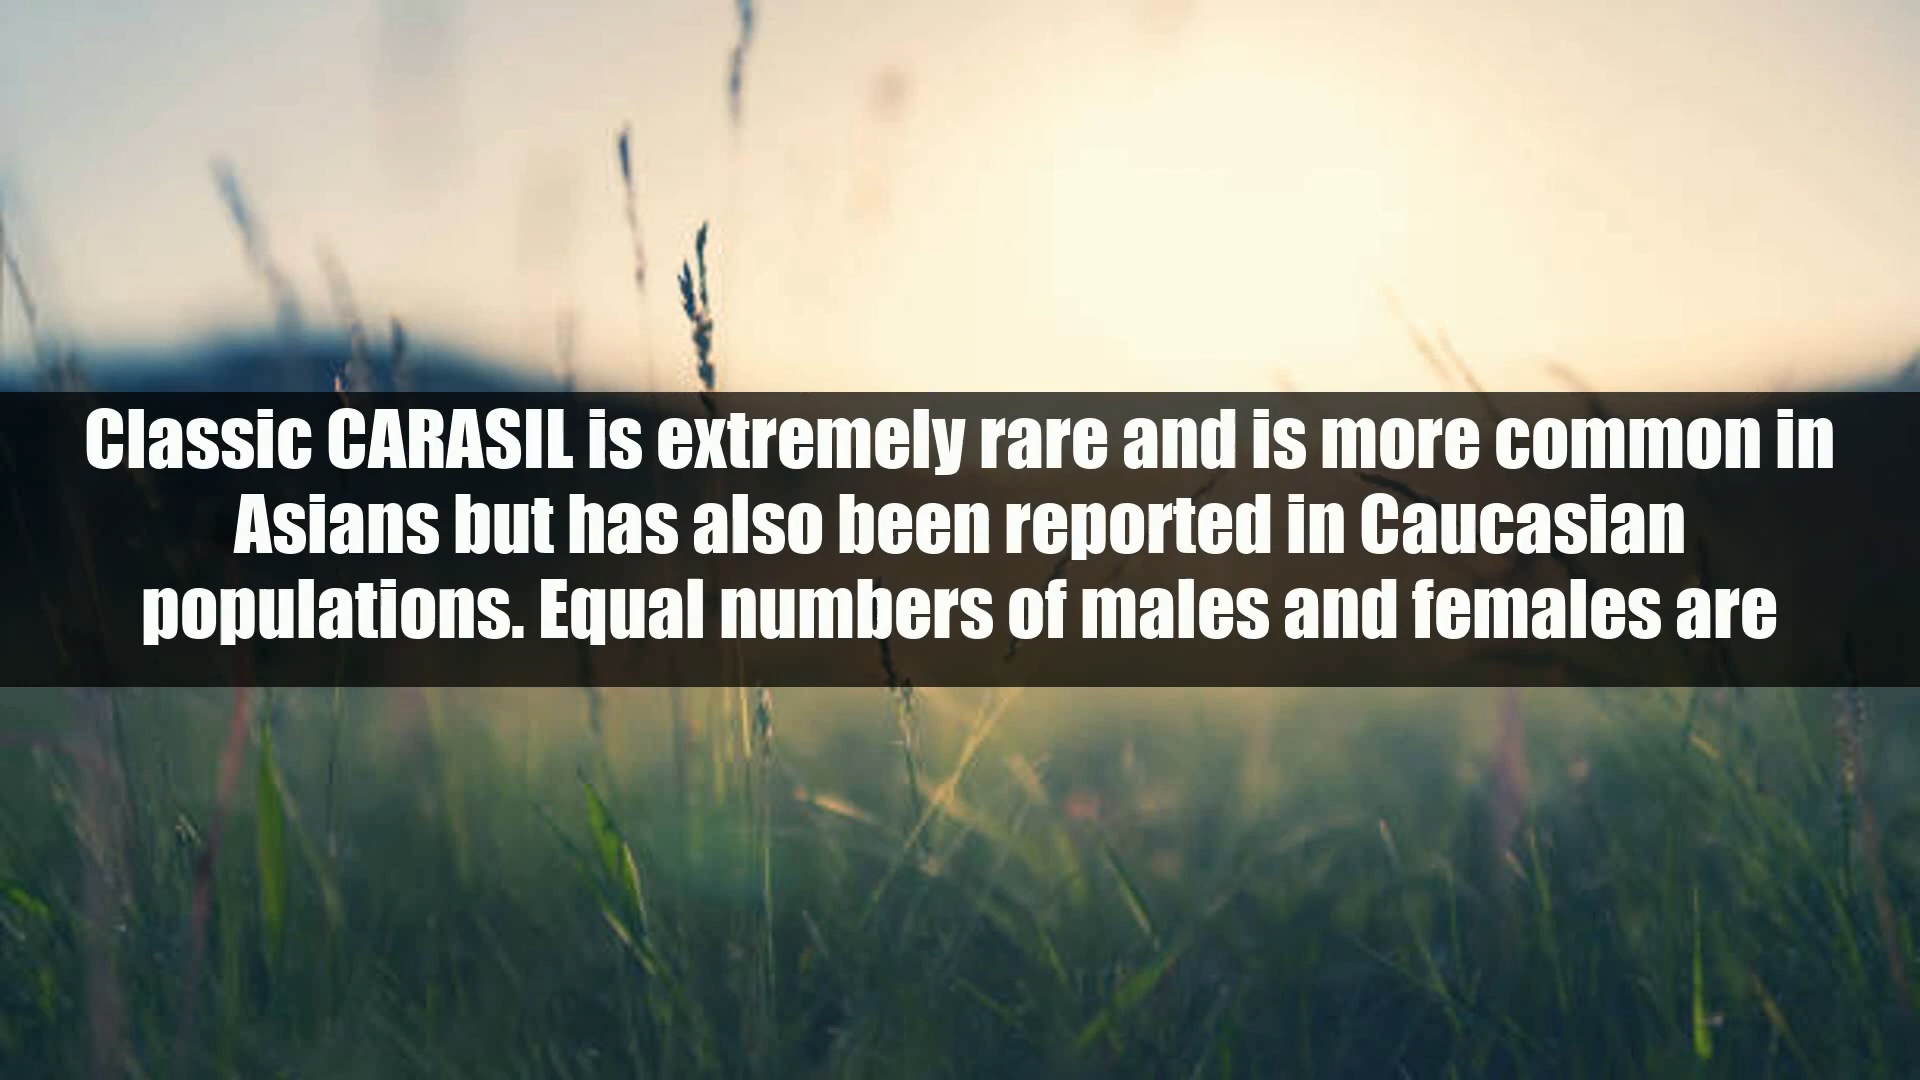 Classic CARASIL is extremely rare and is more common in
Asians but has also been reported in Caucasian
populations. Equal numbers of males and females are